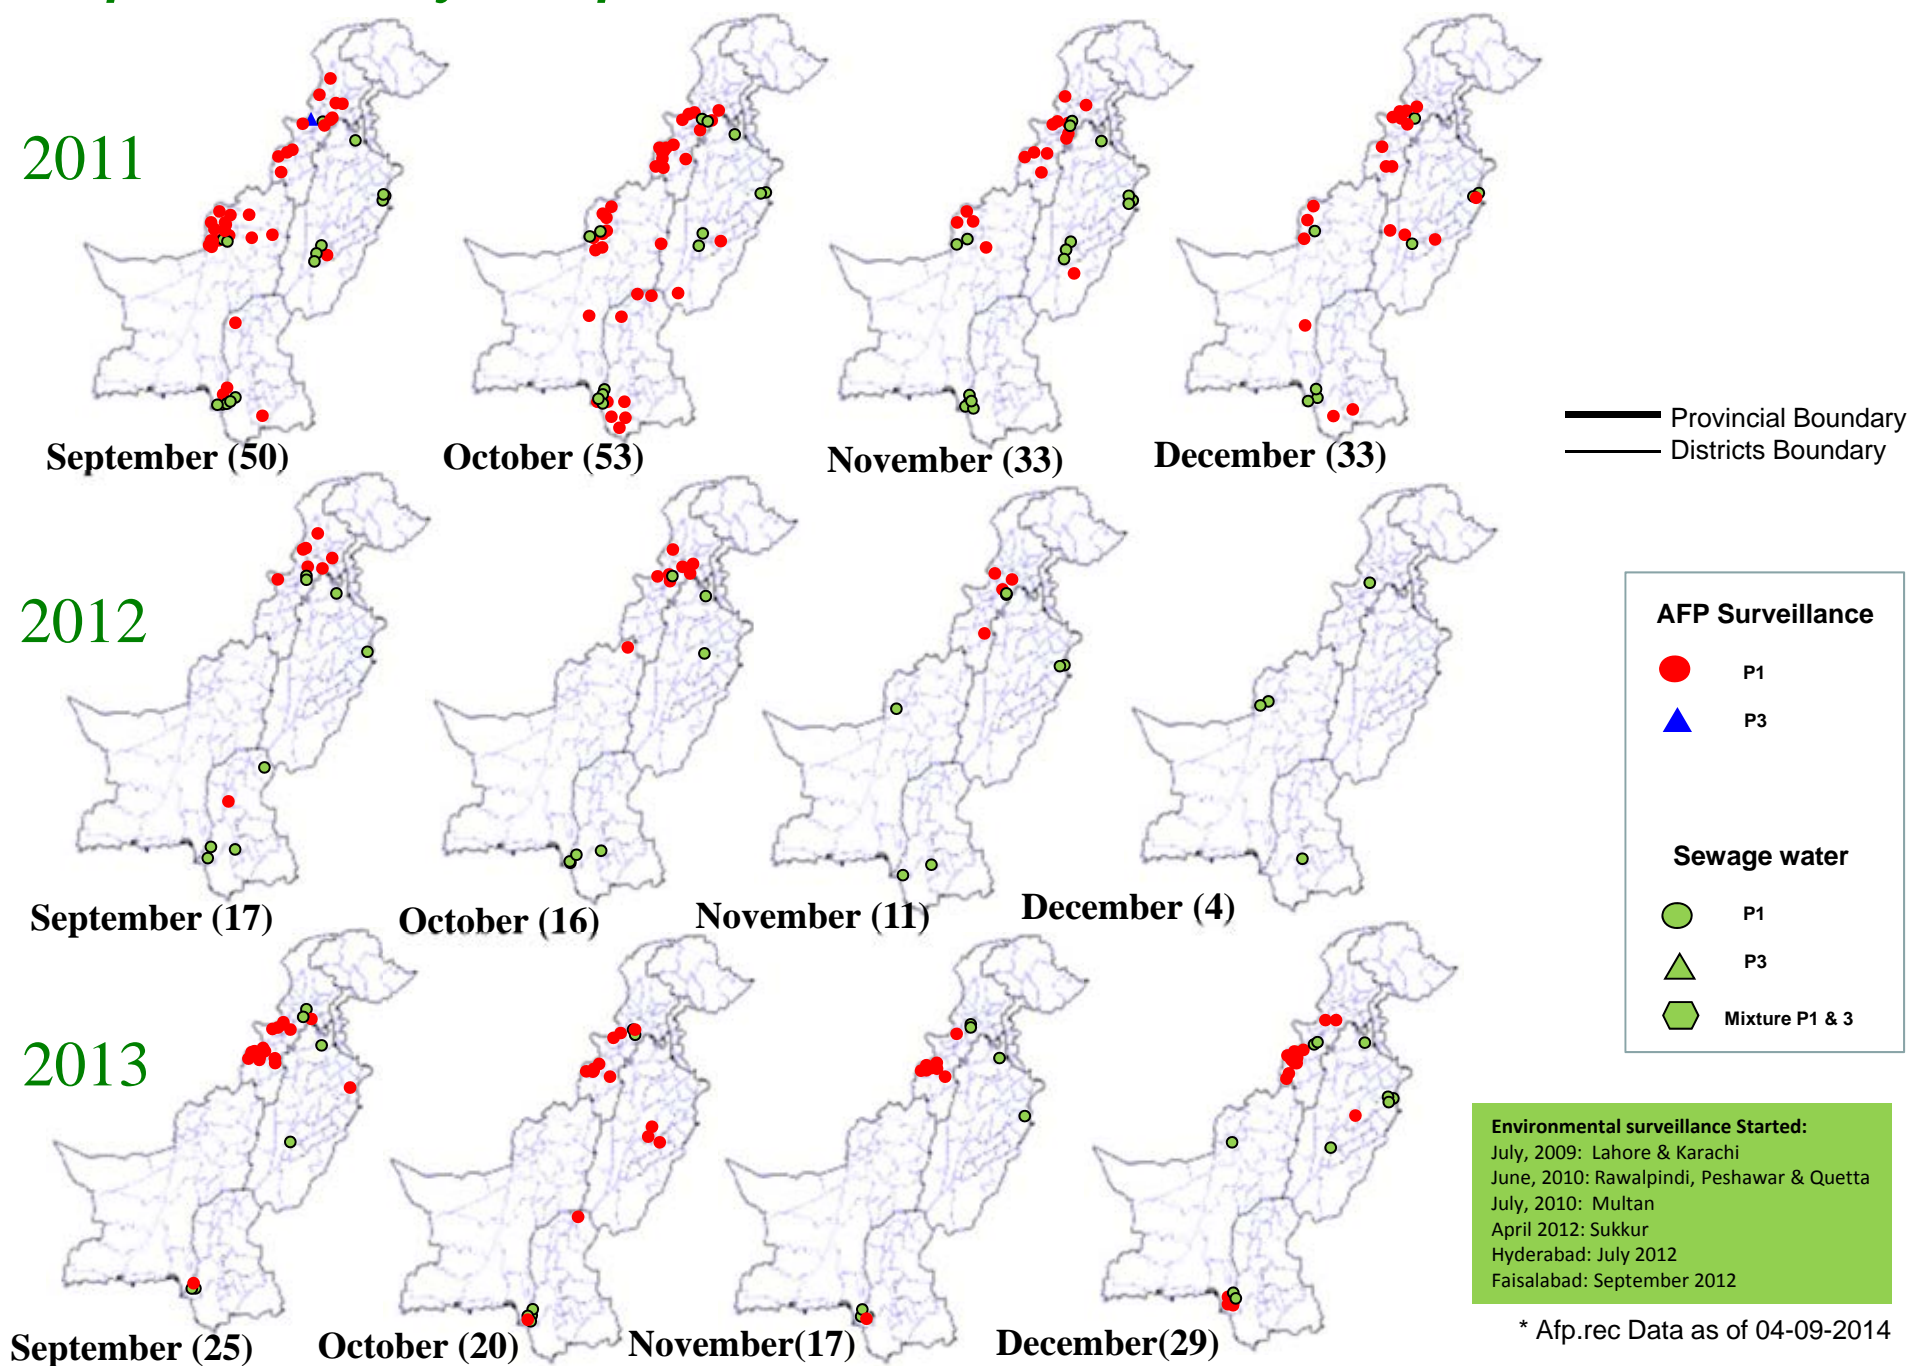 2011
September (50)
October (53)
November (33)
December (33)
Provincial Boundary
Districts Boundary
2012
September (17)
October (16)
November (11)
December (4)
AFP Surveillance
P1
P3
Sewage water
P1
P3
Mixture P1 & 3
2013
September (25)
October (20)
November(17)
December(29)
Environmental surveillance Started:
July, 2009: Lahore & Karachi
June, 2010: Rawalpindi, Peshawar & Quetta
July, 2010: Multan
April 2012: Sukkur
Hyderabad: July 2012
Faisalabad: September 2012
* Afp.rec Data as of 04-09-2014